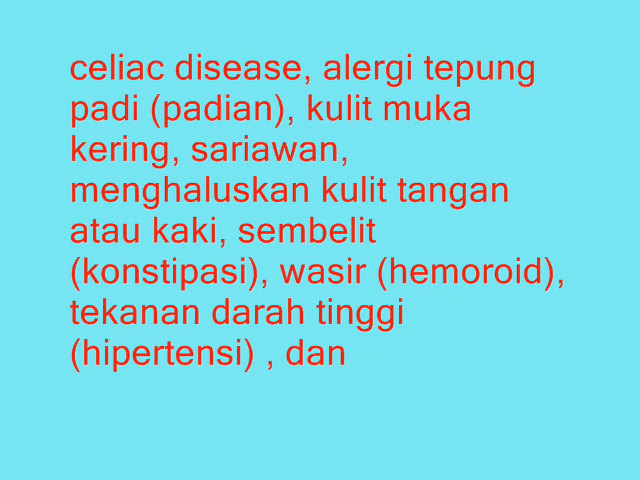 celiac disease, alergi tepung
padi (padian), kulit muka
kering, sariawan,
menghaluskan kulit tangan
atau kaki, sembelit
(konstipasi), wasir (hemoroid),
tekanan darah tinggi
(hipertensi) , dan